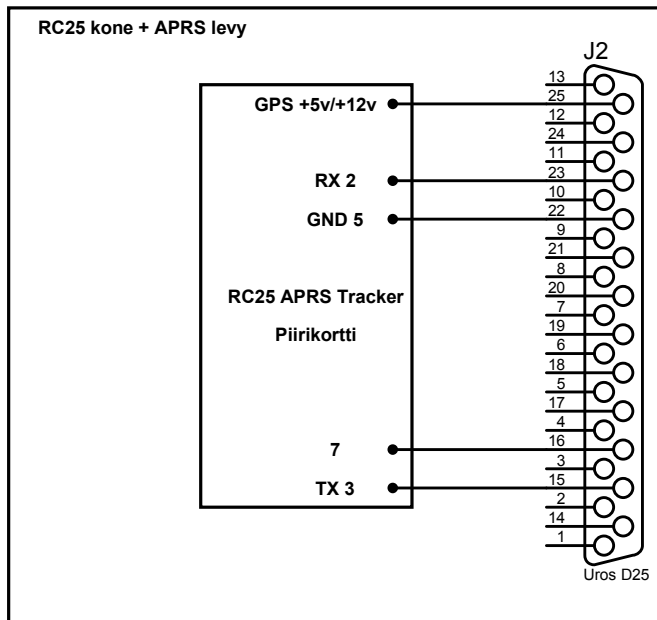 RC25 kone + APRS levy
J2
13
GPS +5v/+12v
25
12
24
11
RX 2
23
10
GND 5
22
9
21
8
RC25 APRS Tracker
20
7
Piirikortti
19
6
18
5
17
4
7
16
3
TX 3
15
2
14
1
Uros D25